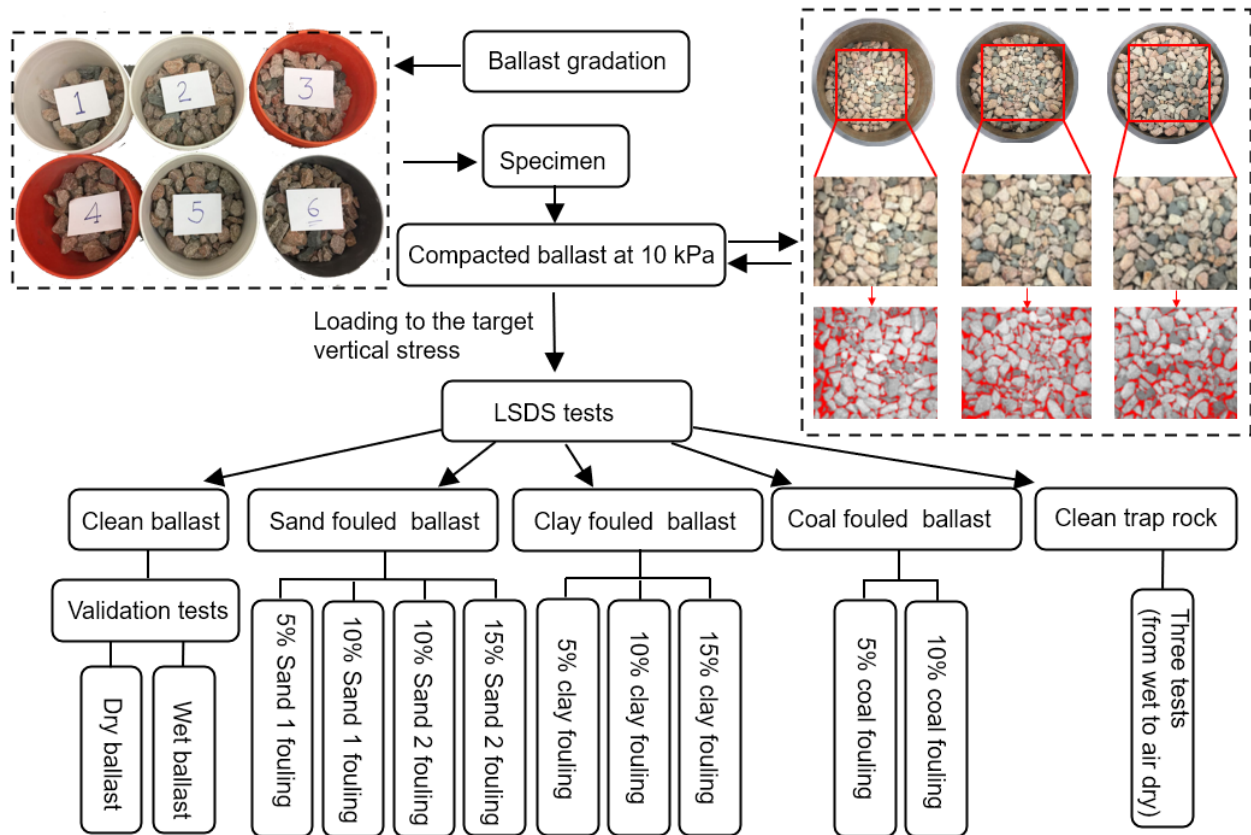 1
2
3
4
5
6
Ballast gradation
Specimen
Compacted ballast at 10 kPa
Loading to the target
vertical stress
LSDS tests
Clean ballast
Sand fouled ballast
Clay fouled ballast
Coal fouled ballast
Clean trap rock
Validation tests
Dry ballast
Wet ballast
5% Sand 1 fouling
10% Sand 1 fouling
10% Sand 2 fouling
15% Sand 2 fouling
5% clay fouling
10% clay fouling
15% clay fouling
5% coal fouling
10% coal fouling
Three tests
(from wet to air dry)